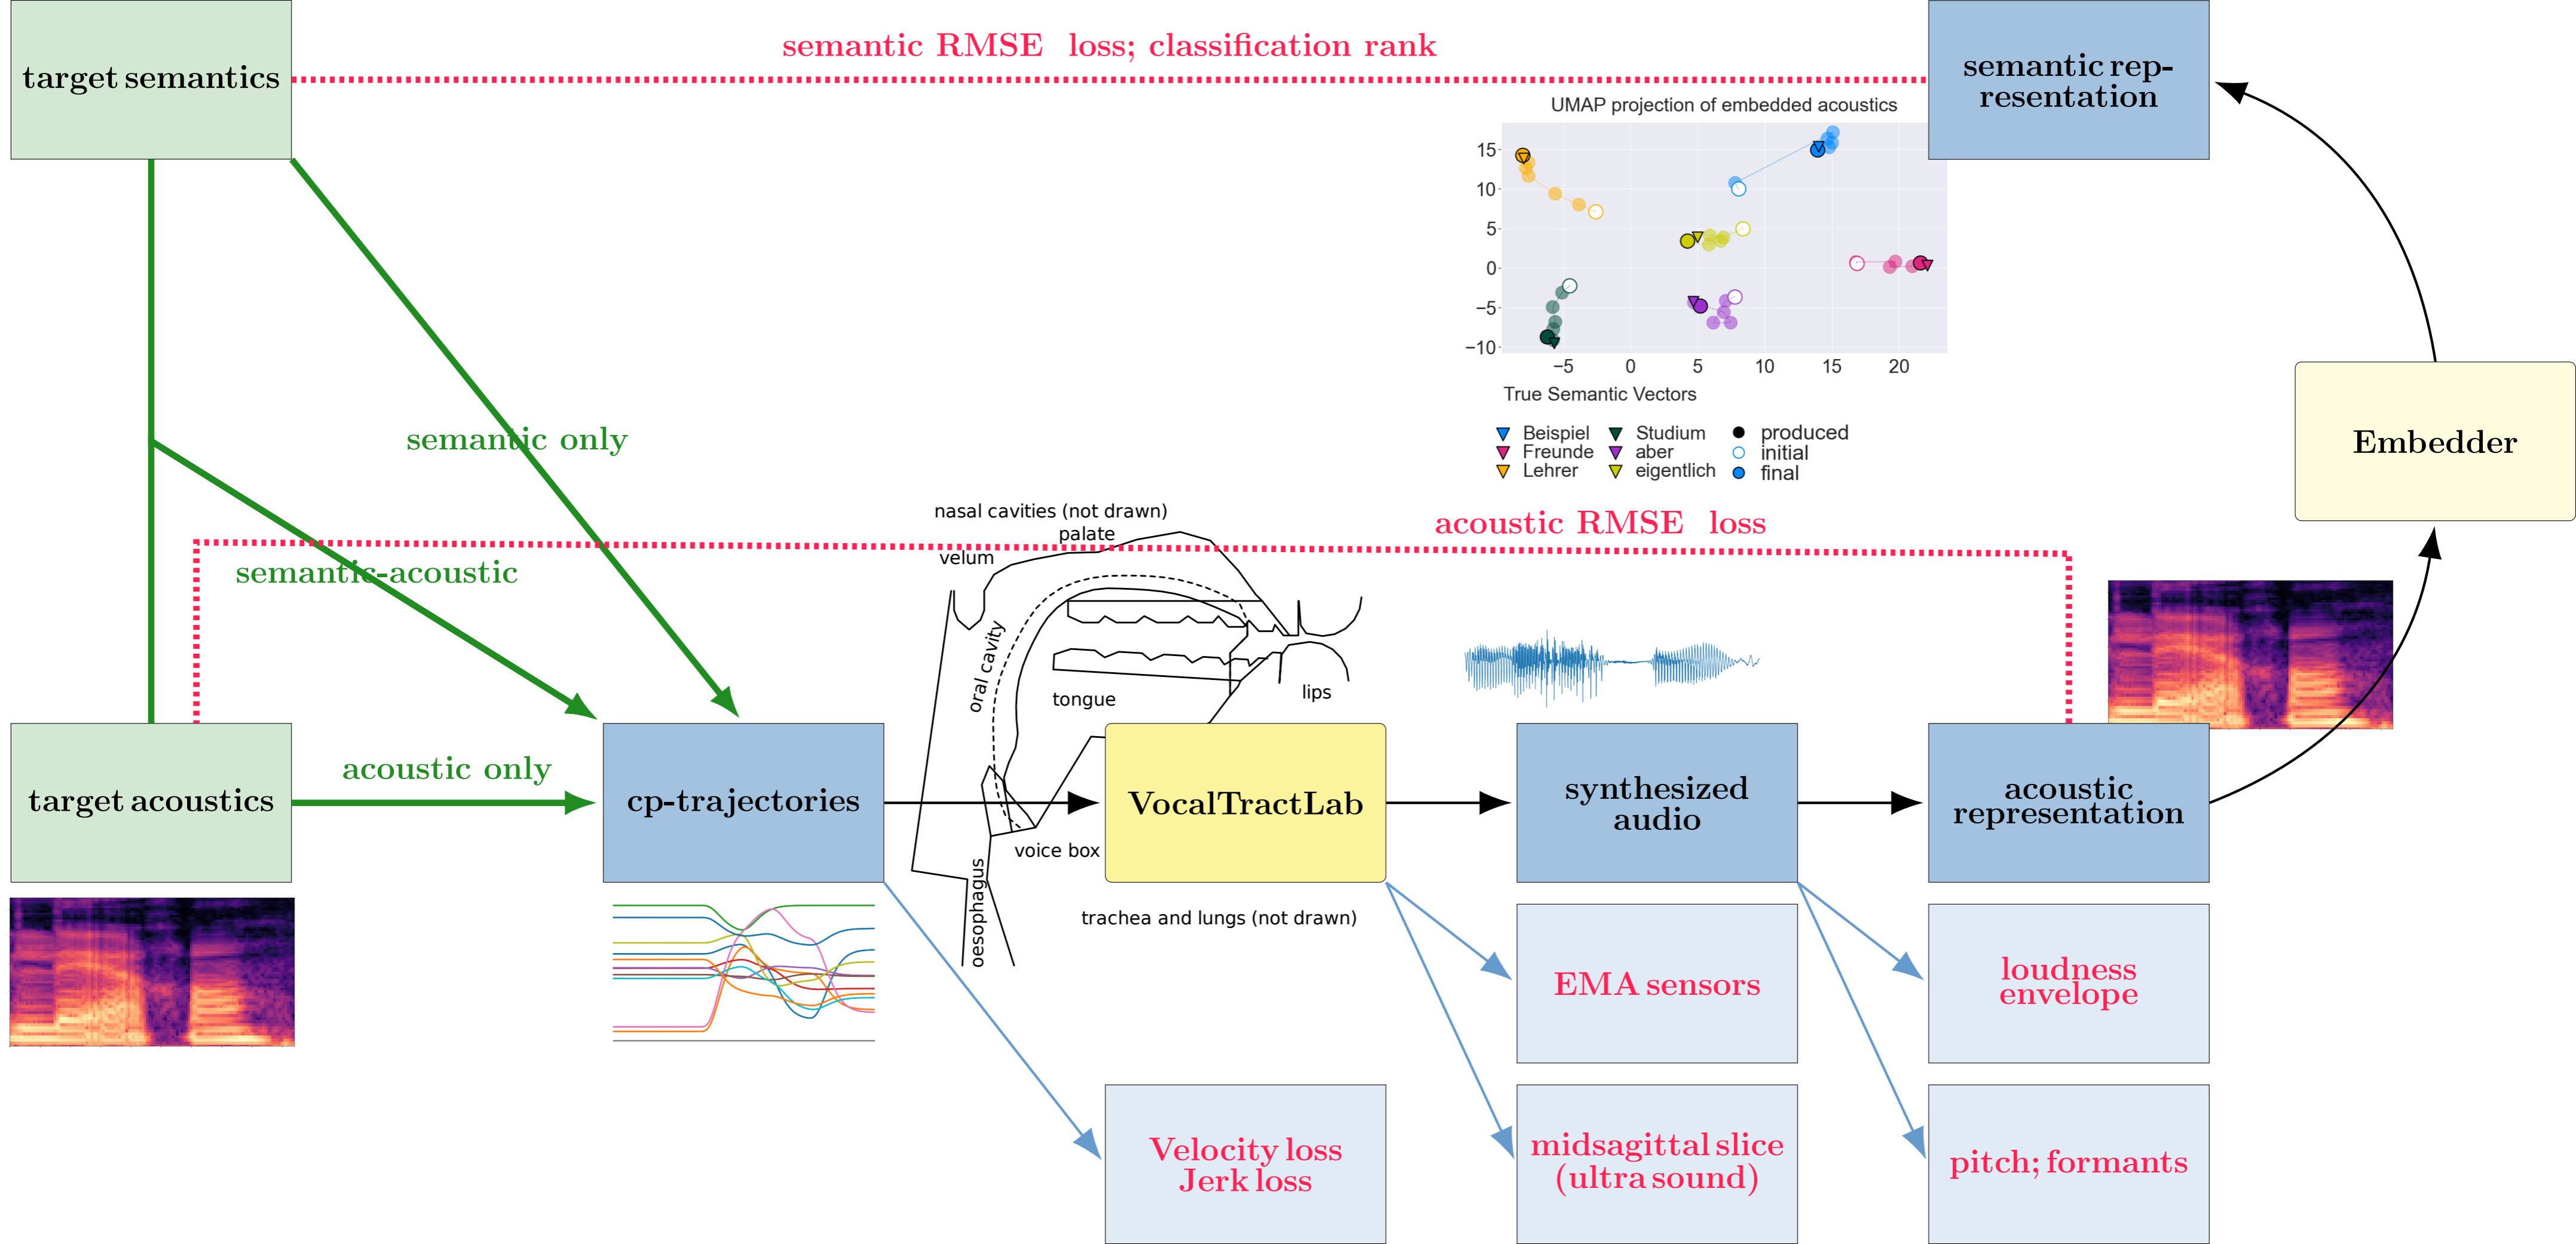 semantic RMSE loss; classification rank
target semantics
semantic rep-
resentation
UMAP projection of embedded acoustics
15
10
5
0
−5
−10
−5 0 5 10 15 20
True Semantic Vectors
Beispiel Studium produced
Freunde aber initial
Lehrer eigentlich final
Embedder
semantic only
semantic-acoustic
acoustic RMSE loss
nasal cavities (not drawn)
palate
velum
oral cavity
tongue
lips
voice box
oesophagus
trachea and lungs (not drawn)
target acoustics
acoustic only
cp-trajectories
VocalTractLab
synthesized
audio
acoustic
representation
EMA sensors
loudness
envelope
Velocity loss
Jerk loss
midsagittal slice
(ultra sound)
pitch; formants